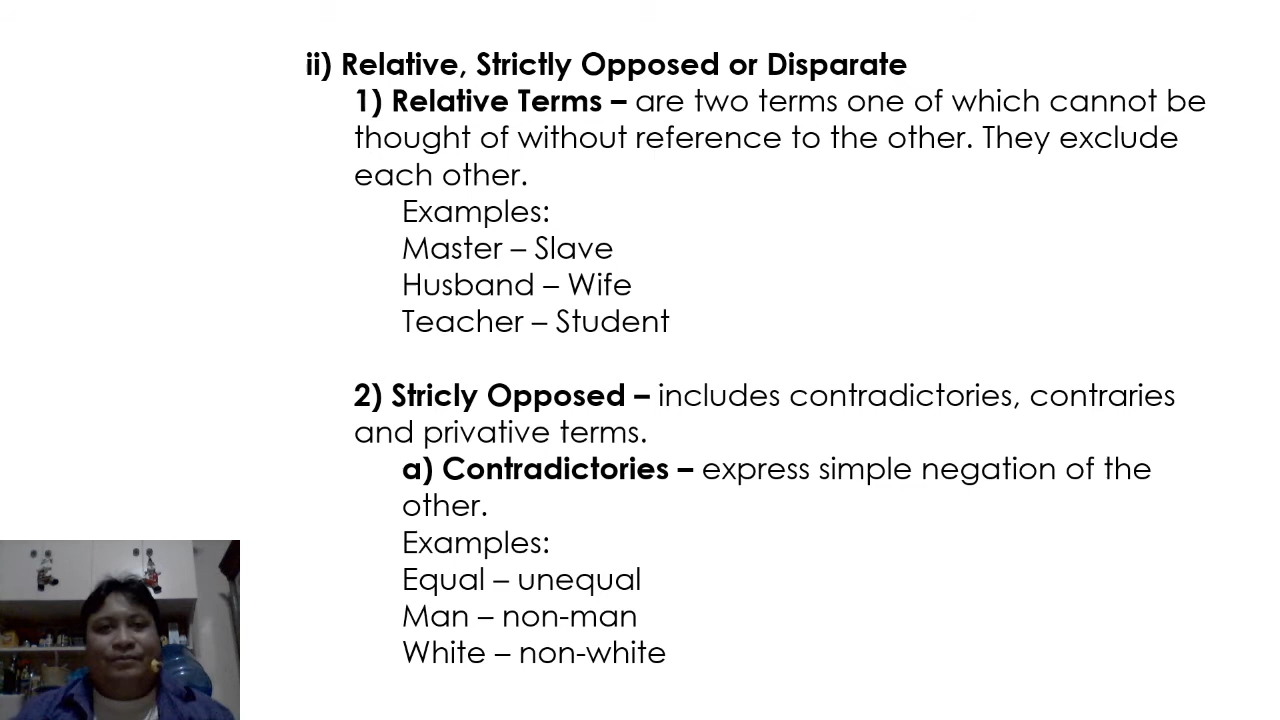 ii) Relative, Strictly Opposed or Disparate
1) Relative Terms – are two terms one of which cannot be
thought of without reference to the other. They exclude
each other.
Examples:
Master – Slave
Husband – Wife
Teacher – Student
2) Stricly Opposed – includes contradictories, contraries
and privative terms.
a) Contradictories – express simple negation of the
other.
Examples:
Equal – unequal
Man – non-man
White – non-white